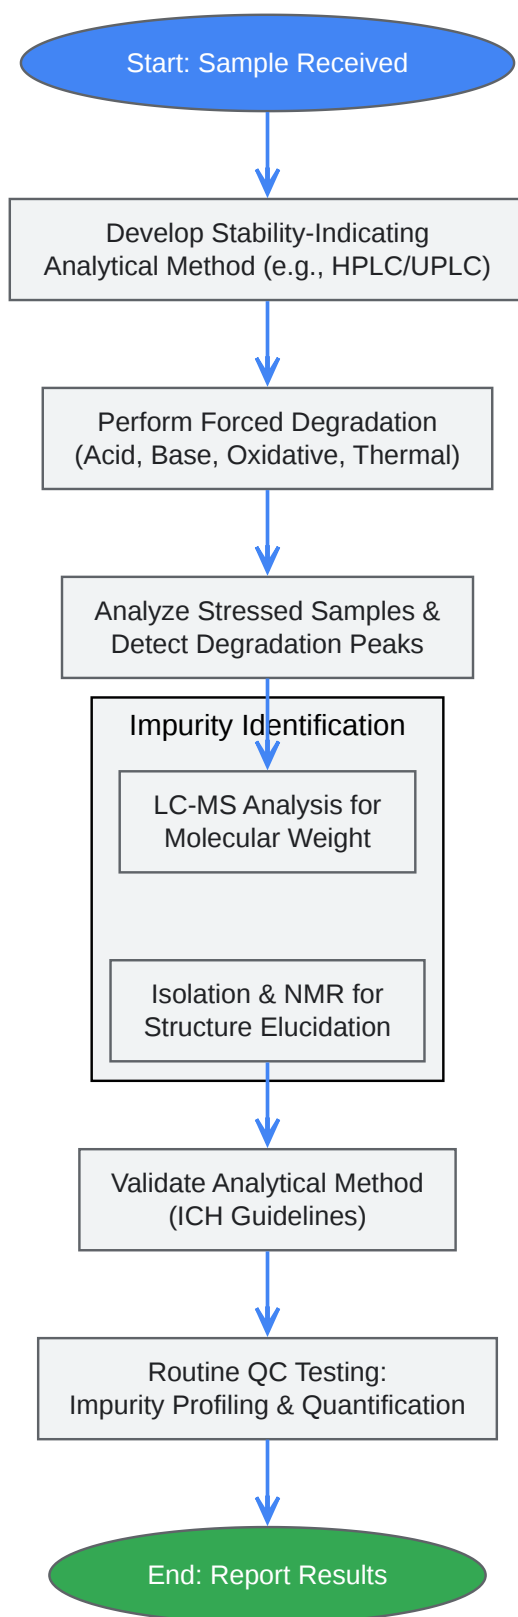 Start: Sample Received
Develop Stability-Indicating
Analytical Method (e.g., HPLC/UPLC)
Perform Forced Degradation
(Acid, Base, Oxidative, Thermal)
Analyze Stressed Samples &
Detect Degradation Peaks
Impurity Identification
LC-MS Analysis for
Molecular Weight
Isolation & NMR for
Structure Elucidation
Validate Analytical Method
(ICH Guidelines)
Routine QC Testing:
Impurity Profiling & Quantification
End: Report Results